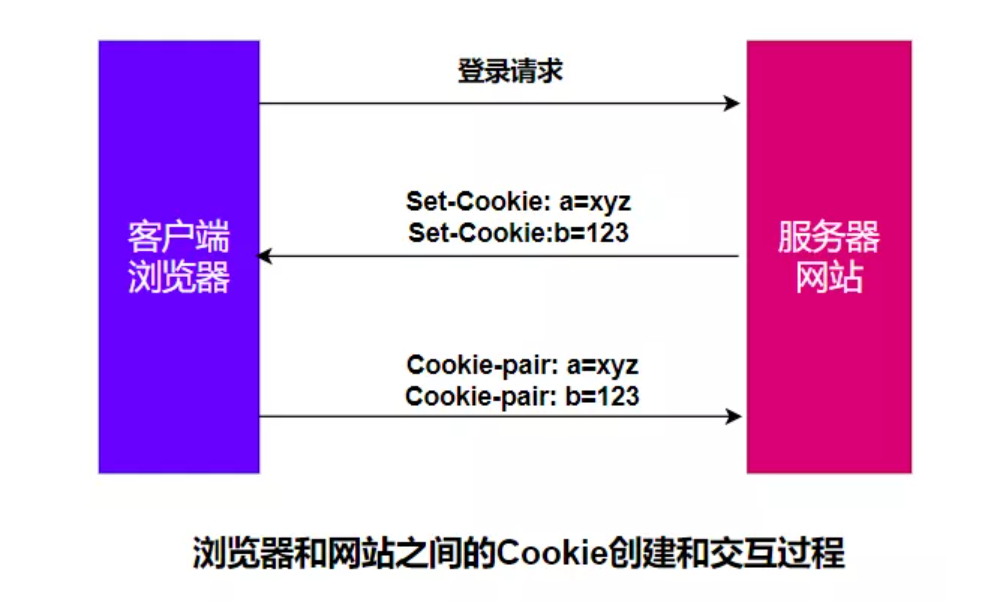 登录请求
Set-Cookie: a=xyz
Set-Cookie:b=123
客户端
浏览器
服务器
网站
Cookie-pair: a=xyz
Cookie-pair: b=123
浏览器和网站之间的Cookie创建和交互过程